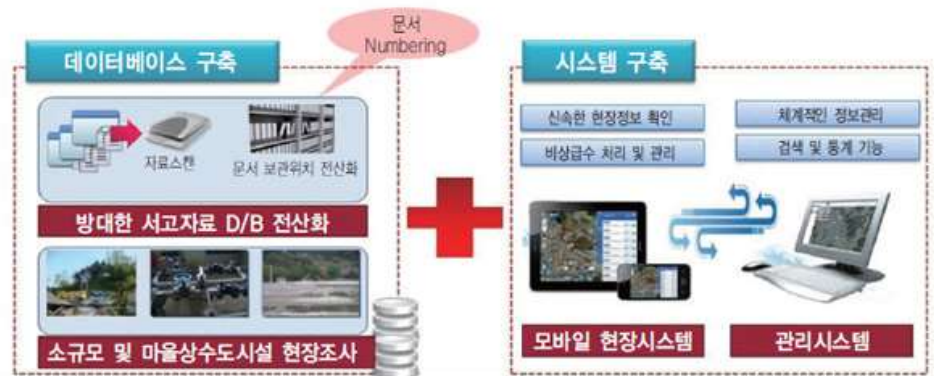 문서
Numbering
데이터베이스 구축
자료스캔
문서 보관위치 전산화
방대한 서고자료 D/B 전산화
소규모 및 마을상수도시설 현장조사
시스템 구축
신속한 현장정보 확인
체계적인 정보관리
비상급수 처리 및 관리
검색 및 통계 기능
모바일 현장시스템
관리시스템